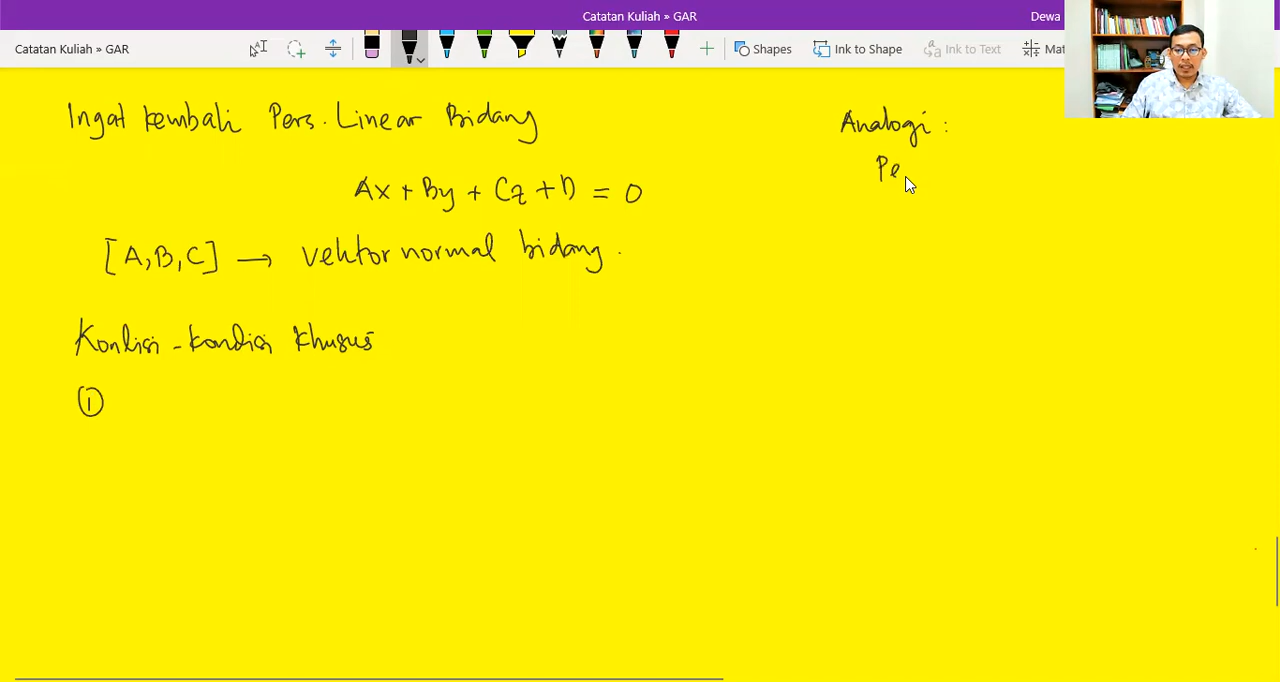 Catatan Kuliah » GAR
Dewa
Catatan Kuliah » GAR
Shapes
Ink to Shape
Ink to Text
Mat
Ingat kembali Pers. Linear Bidang
Ax + By + Cz + D = 0
[A, B, C] → vektor normal bidang.
Kondisi - kondisi khusus
①
Analogi :
Pe